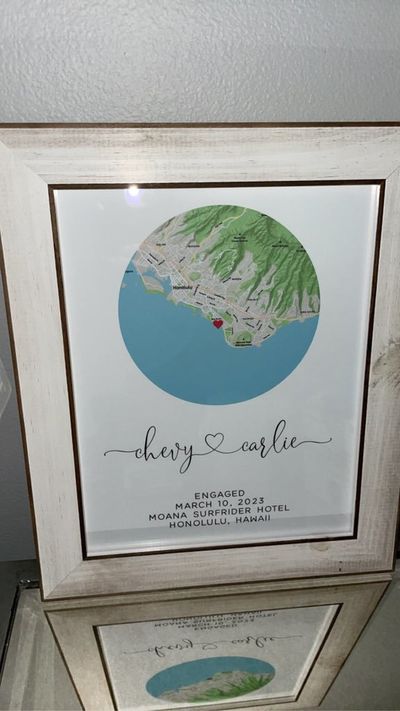 Honolulu
chevy carlie
ENGAGED
MARCH 10, 2023
MOANA SURFRIDER HOTEL
HONOLULU, HAWAII